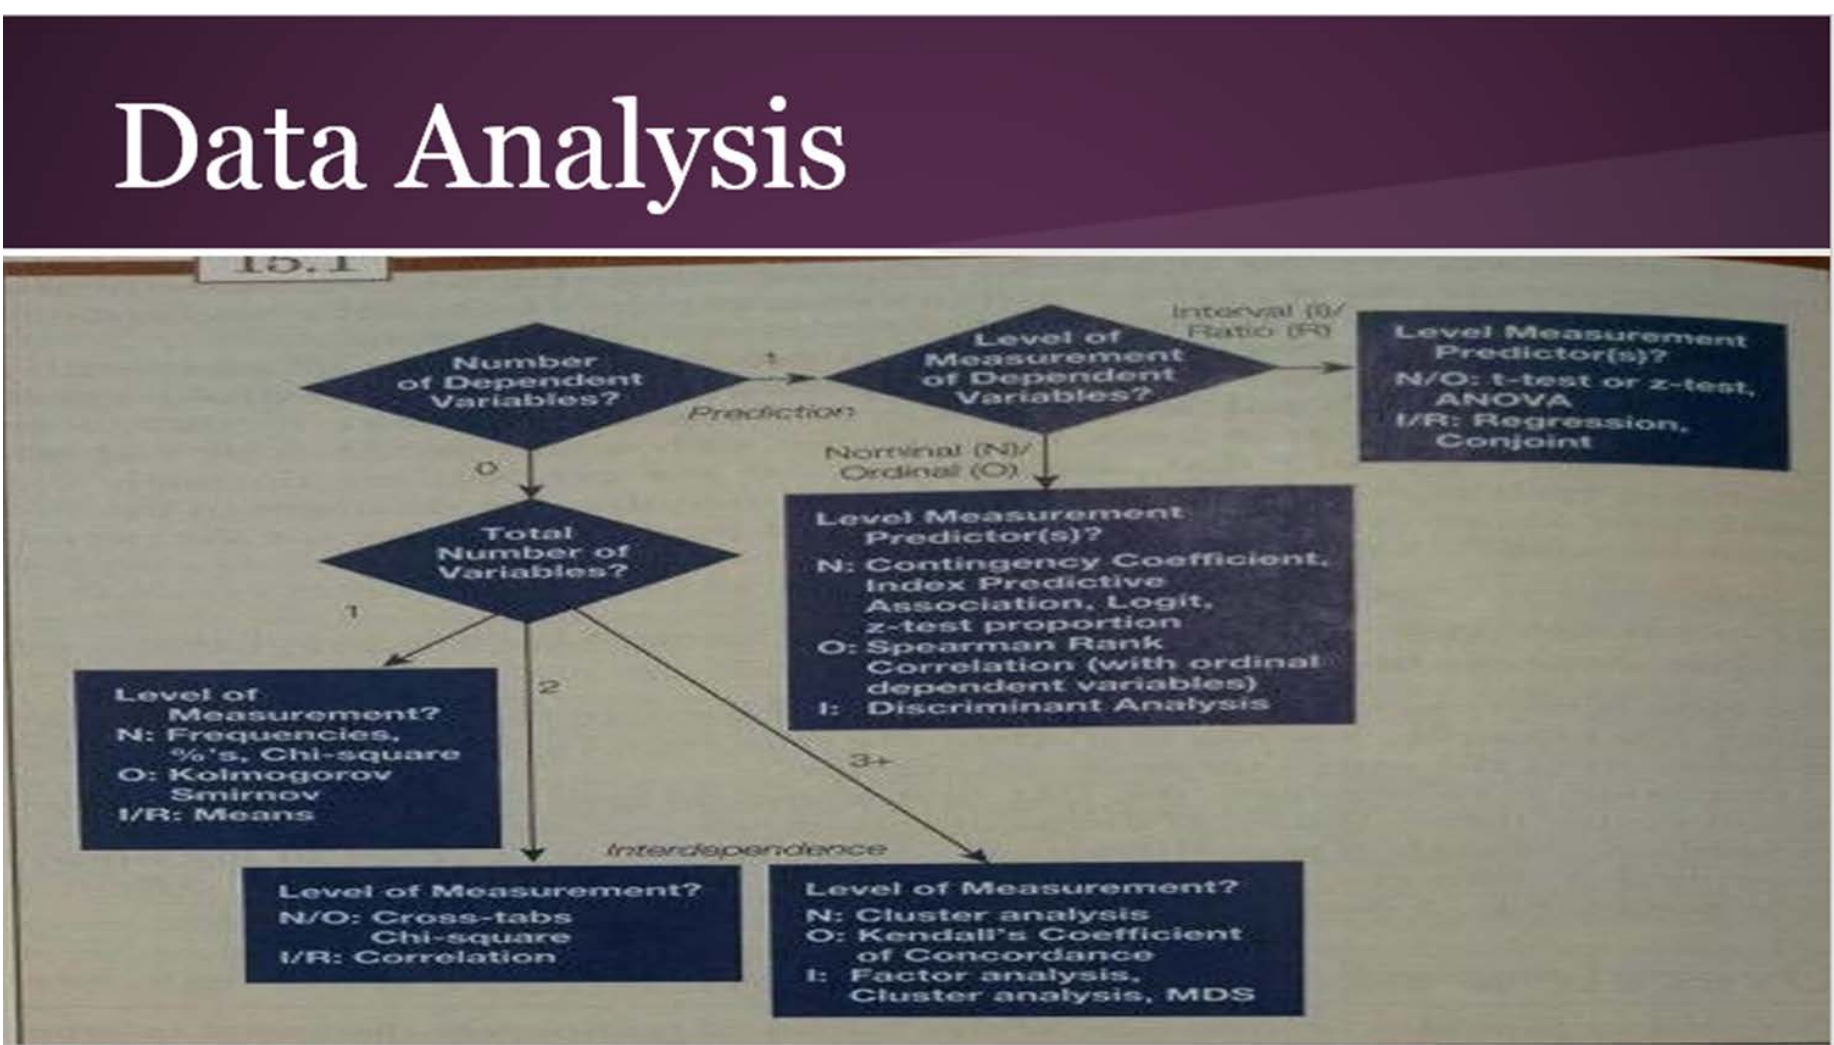 Data Analysis
15.1
Number
of Dependent
Variables?
1
Prediction
Level of
Measurement
of Dependent
Variables?
Interval (I)/
Ratio (R)
Level Measurement
Predictor(s)?
N/O: t-test or z-test,
ANOVA
I/R: Regression,
Conjoint
0
Nominal (N)/
Ordinal (O)
Level Measurement
Predictor(s)?
N: Contingency Coefficient,
Index Predictive
Association, Logit,
z-test proportion
O: Spearman Rank
Correlation (with ordinal
dependent variables)
I: Discriminant Analysis
Total
Number of
Variables?
1
2
3+
Level of
Measurement?
N: Frequencies,
%'s, Chi-square
O: Kolmogorov
Smirnov
I/R: Means
Interdependence
Level of Measurement?
N/O: Cross-tabs
Chi-square
I/R: Correlation
Level of Measurement?
N: Cluster analysis
O: Kendall's Coefficient
of Concordance
I: Factor analysis,
Cluster analysis, MDS